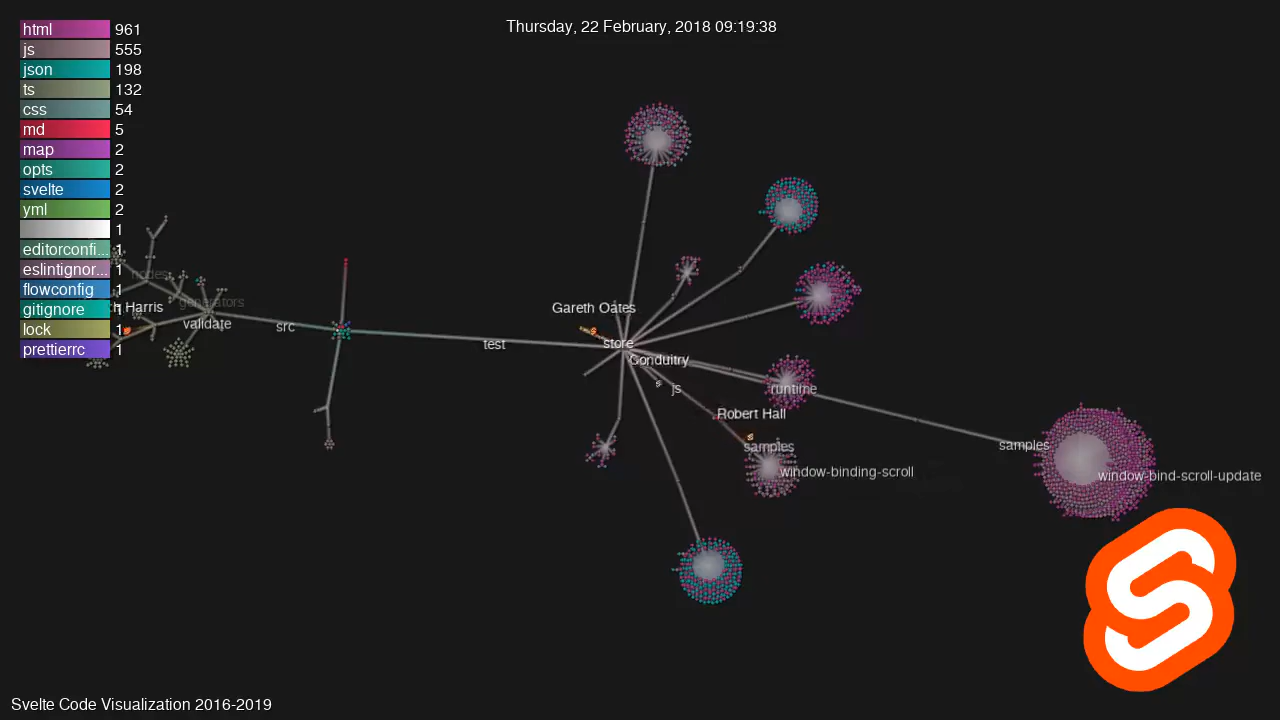 Thursday, 22 February, 2018 09:19:38
html 961
js 555
json 198
ts 132
css 54
md 5
map 2
opts 2
svelte 2
yml 2
1
editorconfi... 1
eslintignor... 1
flowconfig 1
gitignore 1
lock 1
prettierrc 1
nodes
generators
h Harris
validate
src
test
Gareth Oates
store
Conduitry
js
runtime
Robert Hall
samples
window-binding-scroll
samples
window-bind-scroll-update
Svelte Code Visualization 2016-2019